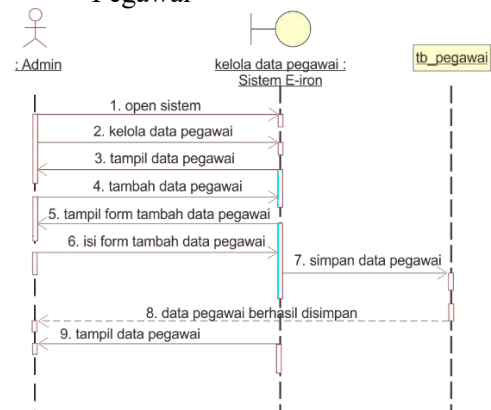 Pegawai
: Admin
kelola data pegawai :
Sistem E-iron
tb_pegawai
1. open sistem
2. kelola data pegawai
3. tampil data pegawai
4. tambah data pegawai
5. tampil form tambah data pegawai
6. isi form tambah data pegawai
7. simpan data pegawai
8. data pegawai berhasil disimpan
9. tampil data pegawai